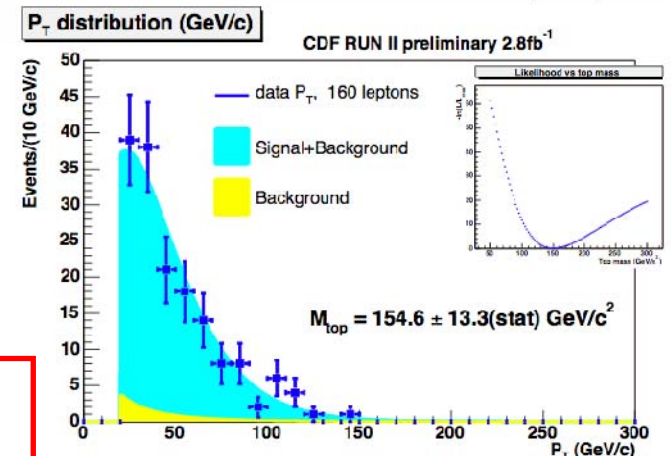 P_T distribution (GeV/c)
CDF RUN II preliminary 2.8fb^-1
Events/(10 GeV/c)
50
45
40
35
30
25
20
15
10
5
0
data P_T, 160 leptons
Signal+Background
Background
Likelihood vs top mass
50 100 150 200 250 300
Top mass (GeV/c²)
M_top = 154.6 ± 13.3(stat) GeV/c²
0 50 100 150 200 250 300
P_T (GeV/c)